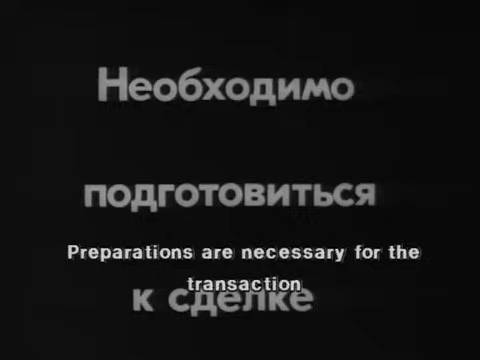 Необходимо
подготовиться
Preparations are necessary for the
transaction
к сделке